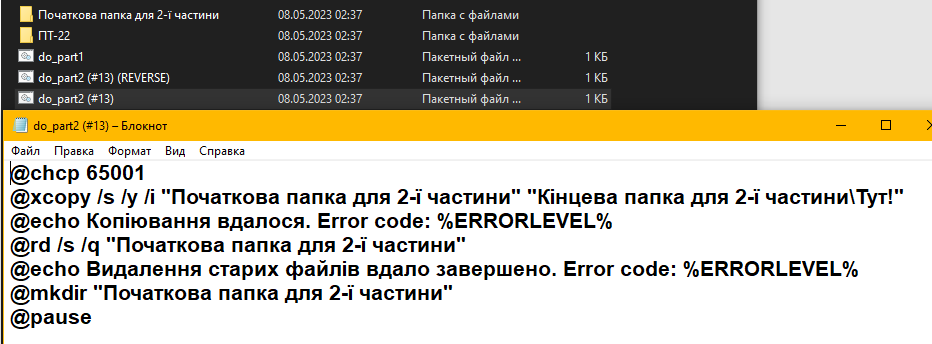 Початкова папка для 2-ї частини 08.05.2023 02:37 Папка с файлами
ПТ-22 08.05.2023 02:37 Папка с файлами
do_part1 08.05.2023 02:37 Пакетный файл ... 1 КБ
do_part2 (#13) (REVERSE) 08.05.2023 02:37 Пакетный файл ... 1 КБ
do_part2 (#13) 08.05.2023 02:37 Пакетный файл ... 1 КБ
do_part2 (#13) – Блокнот
Файл Правка Формат Вид Справка
@chcp 65001
@xcopy /s /y /i "Початкова папка для 2-ї частини" "Кінцева папка для 2-ї частини\Тут!"
@echo Копіювання вдалося. Error code: %ERRORLEVEL%
@rd /s /q "Початкова папка для 2-ї частини"
@echo Видалення старих файлів вдало завершено. Error code: %ERRORLEVEL%
@mkdir "Початкова папка для 2-ї частини"
@pause